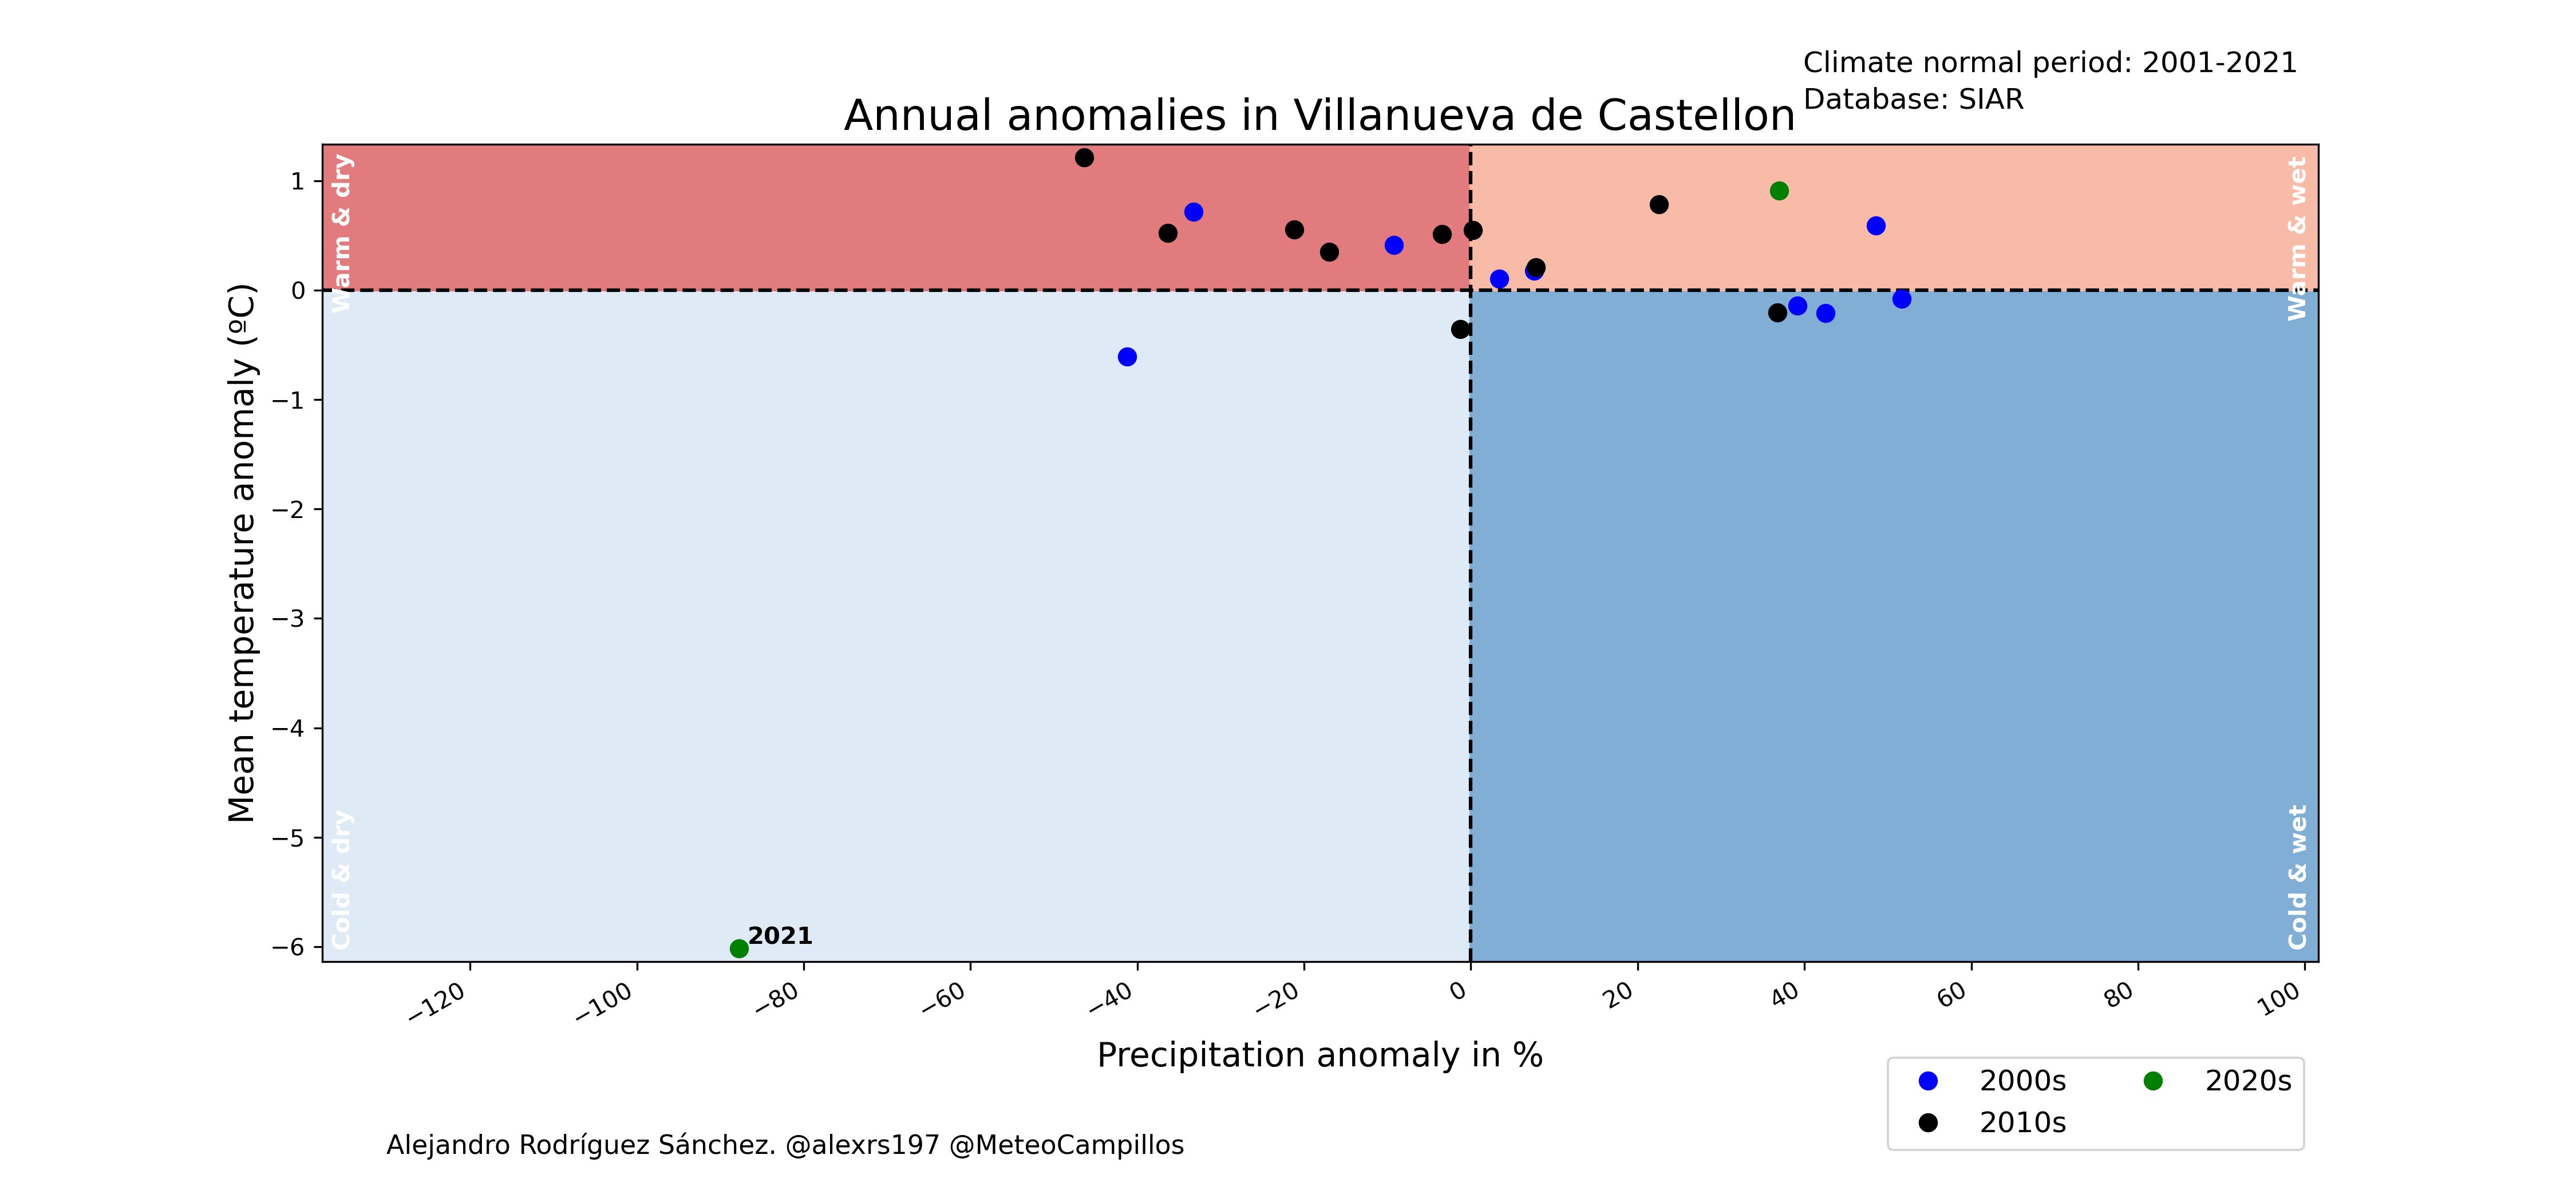 Climate normal period: 2001-2021
Database: SIAR
Annual anomalies in Villanueva de Castellon
Warm & dry
Warm & wet
Cold & dry
Cold & wet
Mean temperature anomaly (ºC)
1
0
−1
−2
−3
−4
−5
−6
2021
−120
−100
−80
−60
−40
−20
0
20
40
60
80
100
Precipitation anomaly in %
2000s
2010s
2020s
Alejandro Rodríguez Sánchez. @alexrs197 @MeteoCampillos